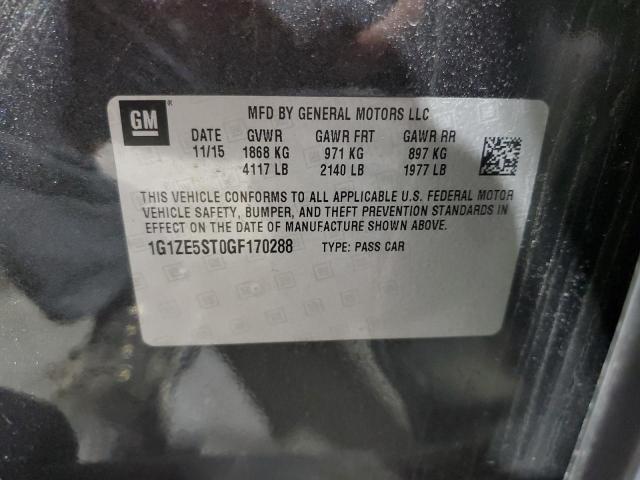 GM®
MFD BY GENERAL MOTORS LLC
DATE GVWR GAWR FRT GAWR RR
11/15 1868 KG 971 KG 897 KG
4117 LB 2140 LB 1977 LB
THIS VEHICLE CONFORMS TO ALL APPLICABLE U.S. FEDERAL MOTOR
VEHICLE SAFETY, BUMPER, AND THEFT PREVENTION STANDARDS IN
EFFECT ON THE DATE OF MANUFACTURE SHOWN ABOVE.
1G1ZE5ST0GF170288 TYPE: PASS CAR